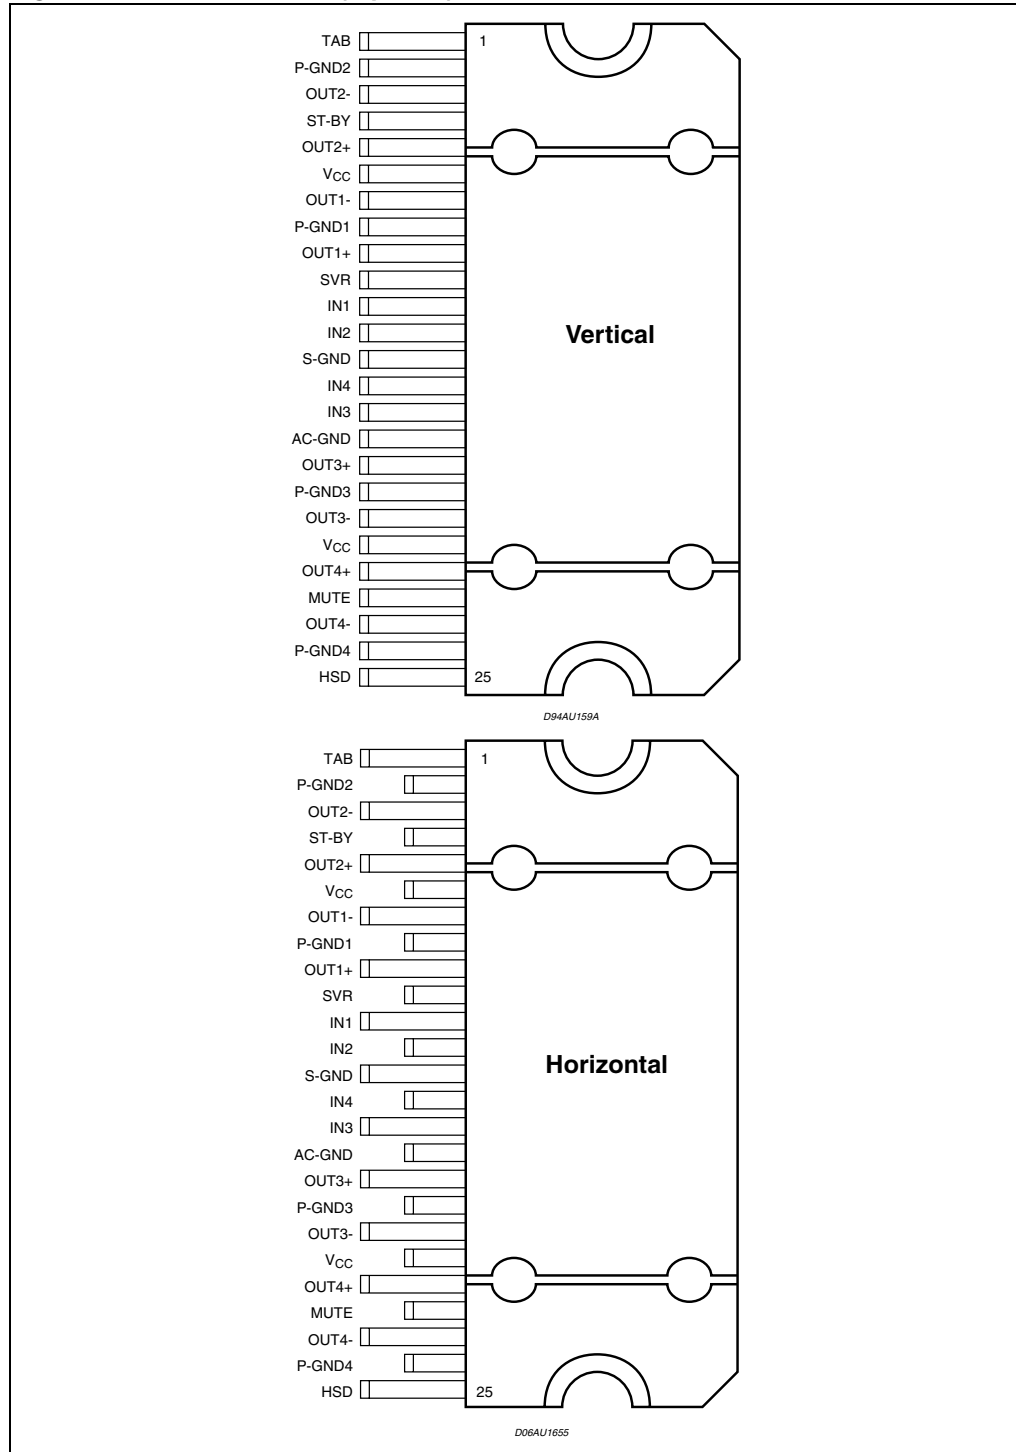 TAB 1
P-GND2
OUT2-
ST-BY
OUT2+
VCC
OUT1-
P-GND1
OUT1+
SVR
IN1
IN2
Vertical
S-GND
IN4
IN3
AC-GND
OUT3+
P-GND3
OUT3-
VCC
OUT4+
MUTE
OUT4-
P-GND4
HSD 25
D94AU159A
TAB 1
P-GND2
OUT2-
ST-BY
OUT2+
VCC
OUT1-
P-GND1
OUT1+
SVR
IN1
IN2
Horizontal
S-GND
IN4
IN3
AC-GND
OUT3+
P-GND3
OUT3-
VCC
OUT4+
MUTE
OUT4-
P-GND4
HSD 25
D06AU1655